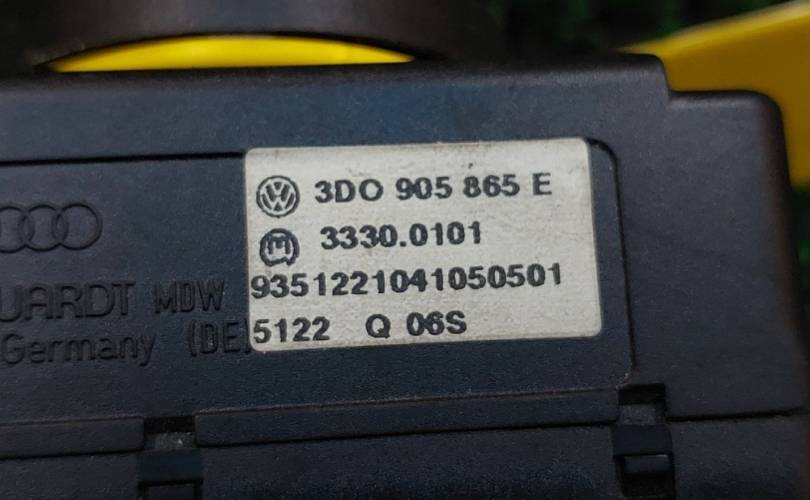 3D0 905 865 E
3330.0101
9351221041050501
5122 Q 06S
UARDT MDW
Germany (DE)